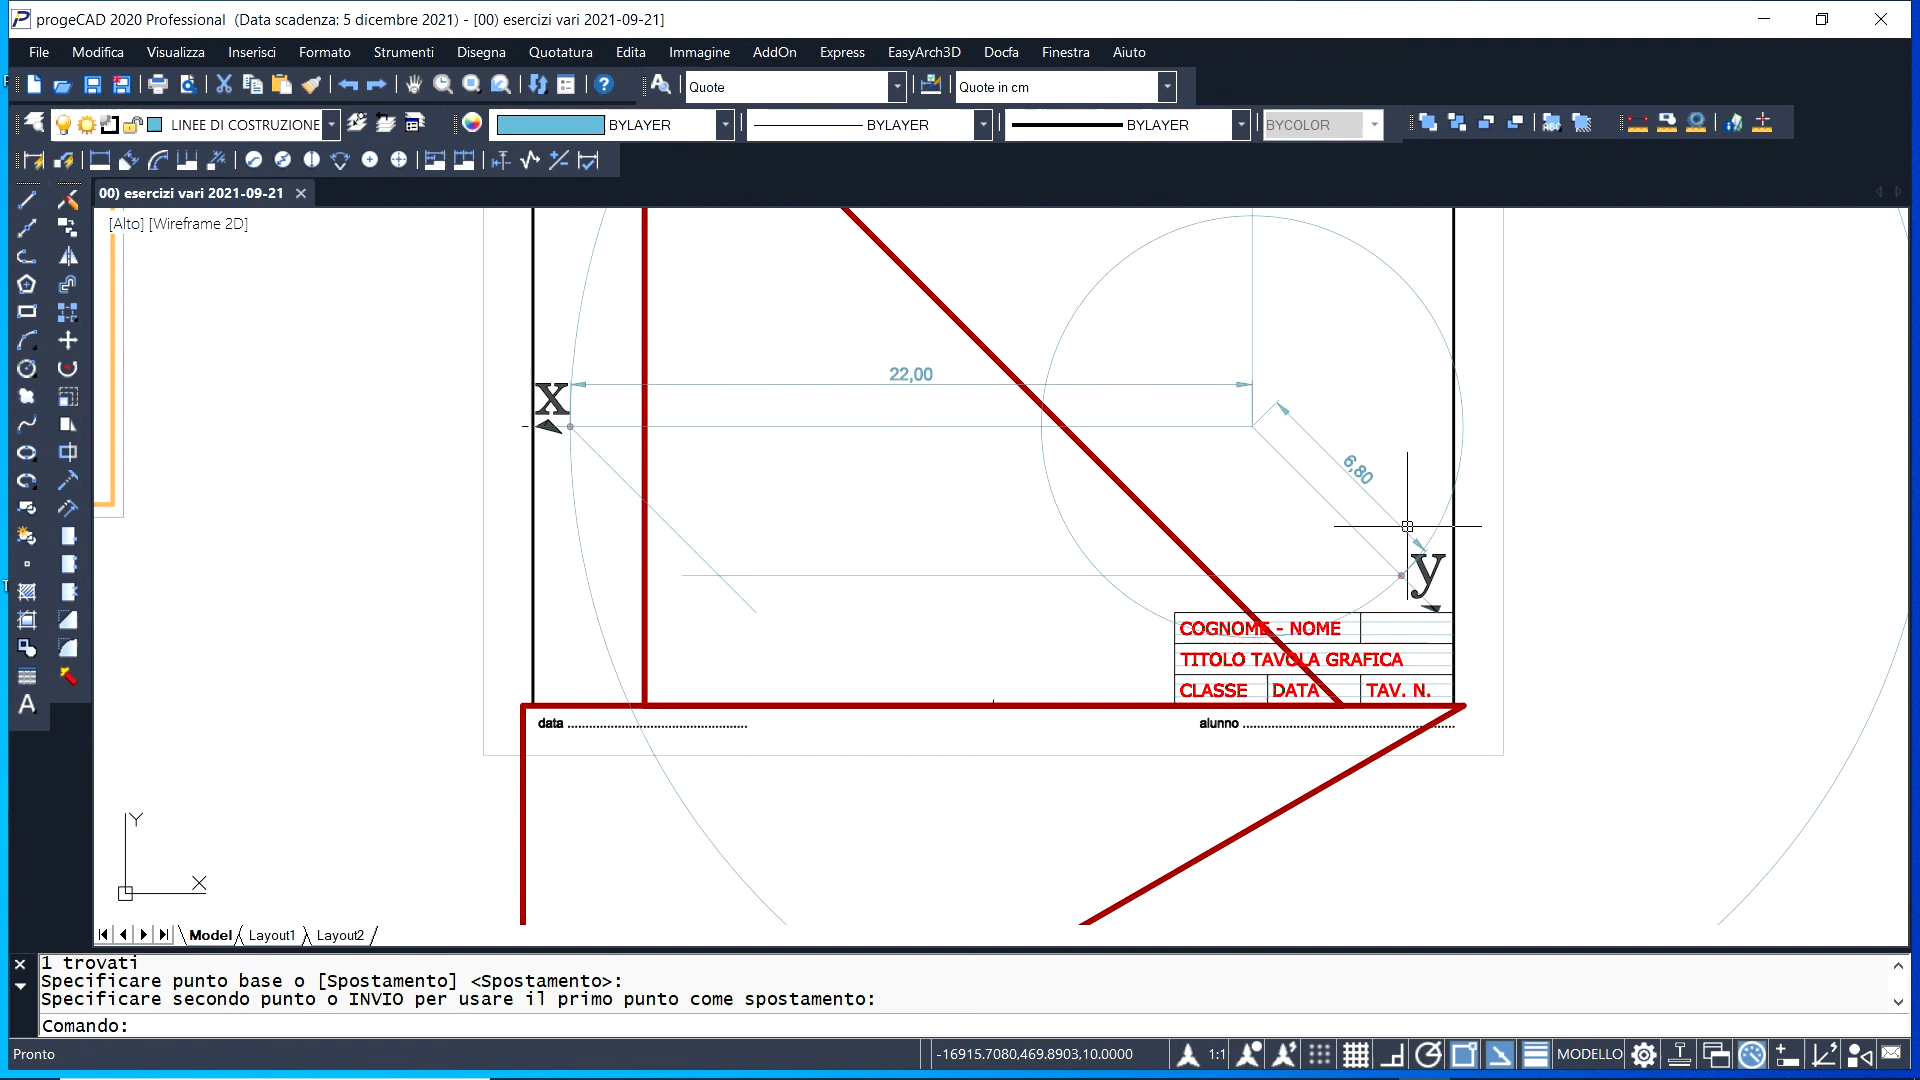 progeCAD 2020 Professional (Data scadenza: 5 dicembre 2021) - [00) esercizi vari 2021-09-21]
File Modifica Visualizza Inserisci Formato Strumenti Disegna Quotatura Edita Immagine AddOn Express EasyArch3D Docfa Finestra Aiuto
Quote Quote in cm
LINEE DI COSTRUZIONE BYLAYER BYLAYER BYLAYER BYCOLOR
00) esercizi vari 2021-09-21
[Alto] [Wireframe 2D]
22,00
x
6,80
y
COGNOME - NOME
TITOLO TAVOLA GRAFICA
CLASSE DATA TAV. N.
data ................................................
alunno ........................................................
Y
X
Model Layout1 Layout2
1 trovati
Specificare punto base o [Spostamento] <Spostamento>:
Specificare secondo punto o INVIO per usare il primo punto come spostamento:
Comando:
Pronto -16915.7080,469.8903,10.0000 1:1 MODELLO